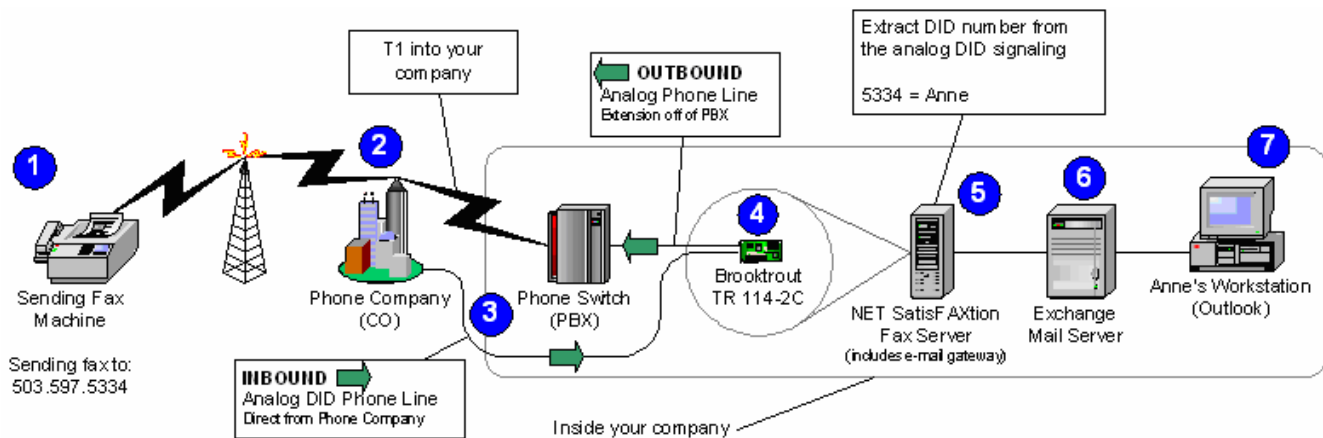 T1 into your
company
OUTBOUND
Analog Phone Line
Extension off of PBX
Extract DID number from
the analog DID signaling
5334 = Anne
1
2
3
4
5
6
7
Sending Fax
Machine
Sending fax to:
503.597.5334
Phone Company
(CO)
Phone Switch
(PBX)
Brooktrout
TR 114-2C
NET SatisFAXtion
Fax Server
(includes e-mail gateway)
Exchange
Mail Server
Anne's Workstation
(Outlook)
INBOUND
Analog DID Phone Line
Direct from Phone Company
Inside your company